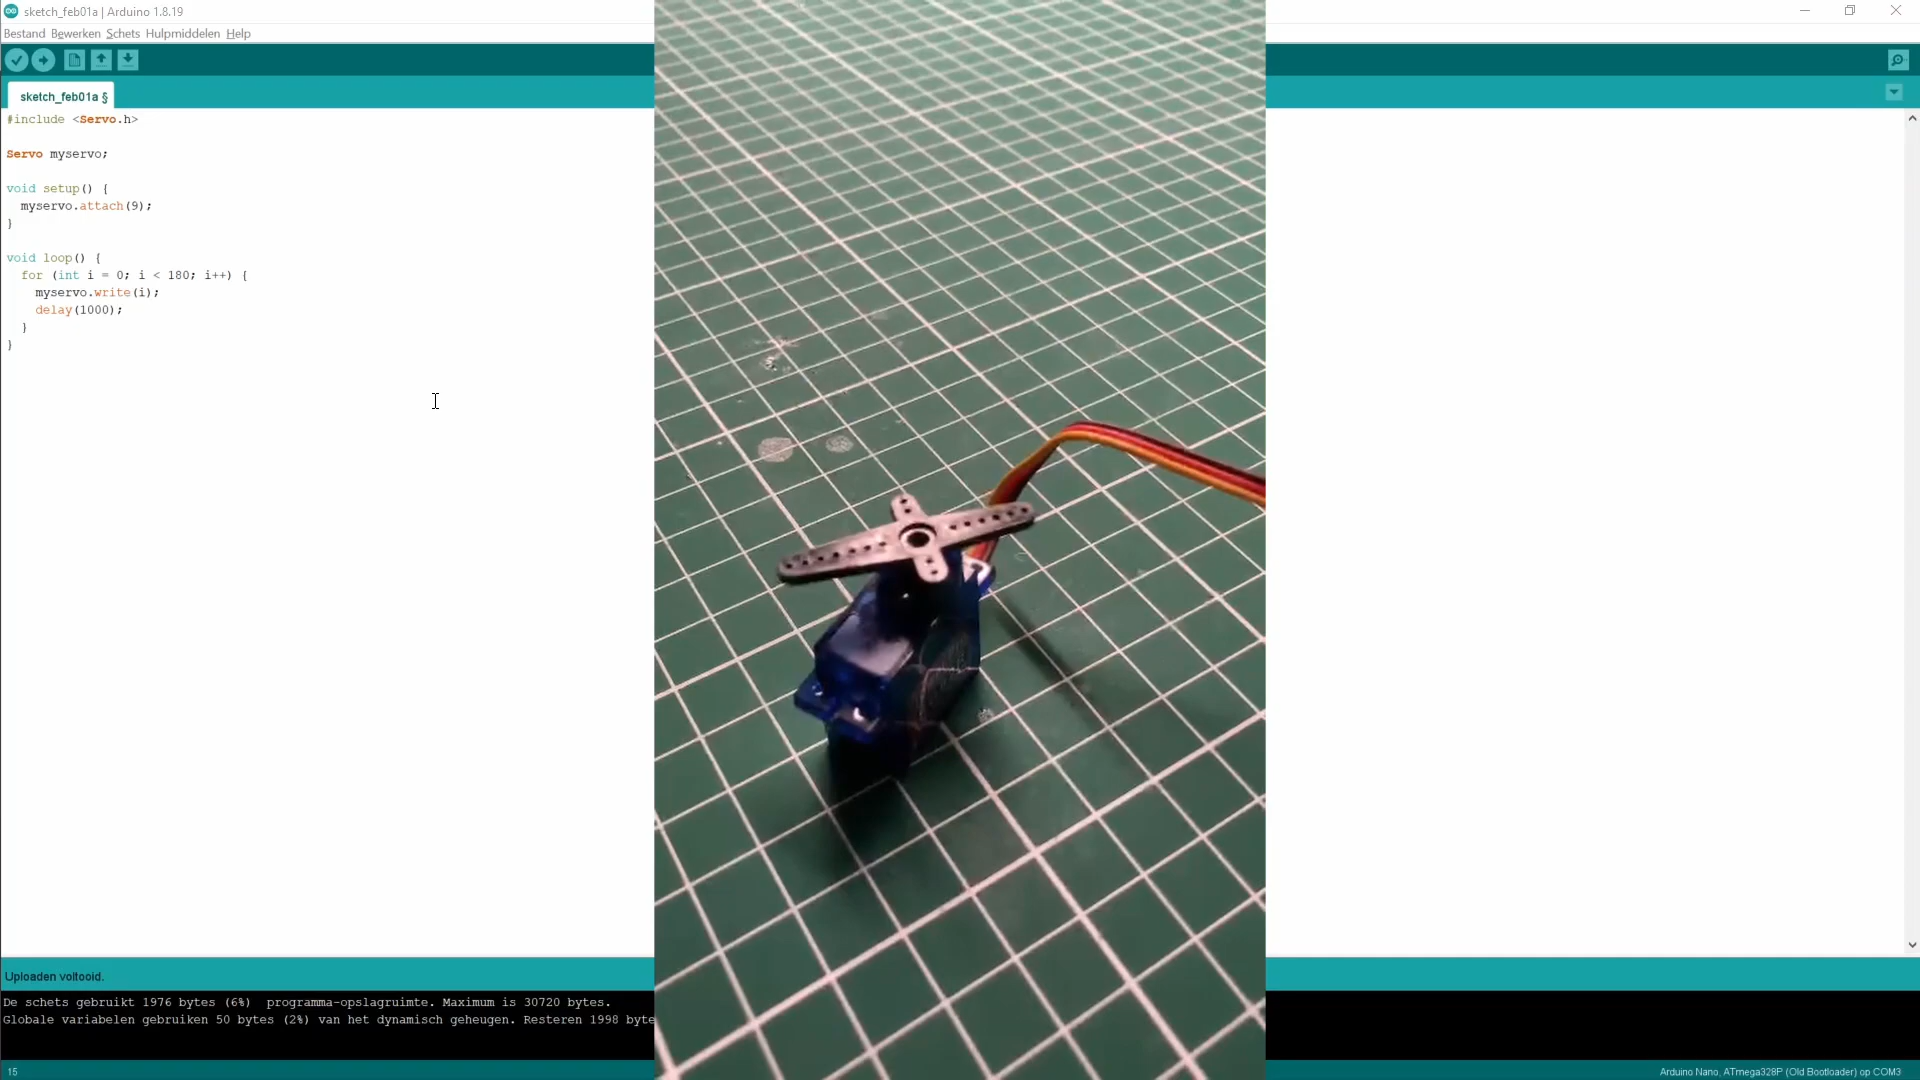 sketch_feb01a | Arduino 1.8.19
Bestand Bewerken Schets Hulpmiddelen Help
sketch_feb01a §
#include <Servo.h>
Servo myservo;
void setup() {
myservo.attach(9);
}
void loop() {
for (int i = 0; i < 180; i++) {
myservo.write(i);
delay(1000);
}
}
Uploaden voltooid.
De schets gebruikt 1976 bytes (6%)  programma-opslagruimte. Maximum is 30720 bytes.
Globale variabelen gebruiken 50 bytes (2%) van het dynamisch geheugen. Resteren 1998 byte
15
Arduino Nano, ATmega328P (Old Bootloader) op COM3